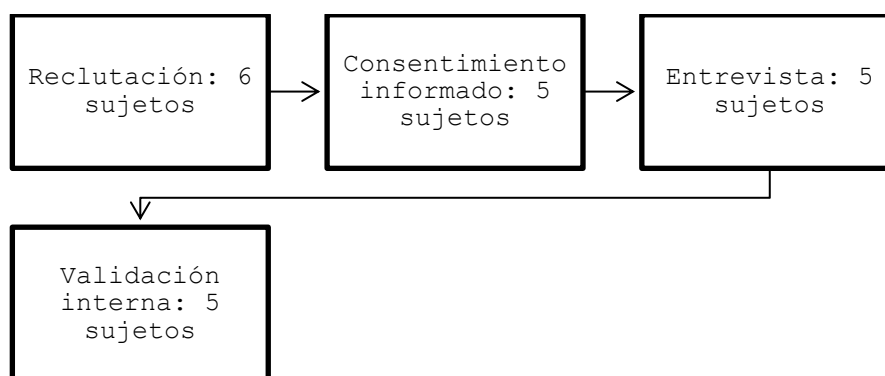 Reclutación: 6
sujetos
Consentimiento
informado: 5
sujetos
Entrevista: 5
sujetos
Validación
interna: 5
sujetos